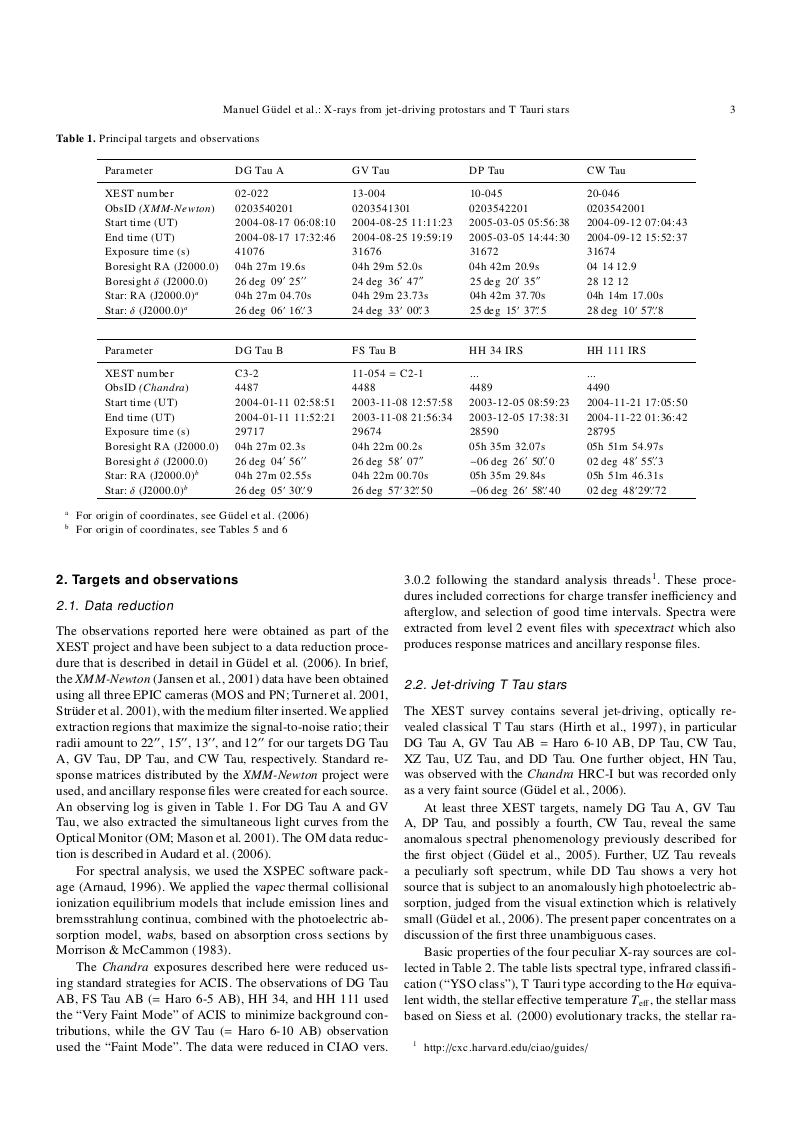 Manuel Güdel et al.: X-rays from jet-driving protostars and T Tauri stars 3
Table 1. Principal targets and observations
Parameter DG Tau A GV Tau DP Tau CW Tau
XEST number 02-022 13-004 10-045 20-046
ObsID (XMM-Newton) 0203540201 0203541301 0203542201 0203542001
Start time (UT) 2004-08-17 06:08:10 2004-08-25 11:11:23 2005-03-05 05:56:38 2004-09-12 07:04:43
End time (UT) 2004-08-17 17:32:46 2004-08-25 19:59:19 2005-03-05 14:44:30 2004-09-12 15:52:37
Exposure time (s) 41076 31676 31672 31674
Boresight RA (J2000.0) 04h 27m 19.6s 04h 29m 52.0s 04h 42m 20.9s 04 14 12.9
Boresight δ (J2000.0) 26 deg 09′ 25′′ 24 deg 36′ 47″ 25 deg 20′ 35″ 28 12 12
Star: RA (J2000.0)ᵃ 04h 27m 04.70s 04h 29m 23.73s 04h 42m 37.70s 04h 14m 17.00s
Star: δ (J2000.0)ᵃ 26 deg 06′ 16.″3 24 deg 33′ 00.″3 25 deg 15′ 37.″5 28 deg 10′ 57.″8
Parameter DG Tau B FS Tau B HH 34 IRS HH 111 IRS
XEST number C3-2 11-054 = C2-1 ... ...
ObsID (Chandra) 4487 4488 4489 4490
Start time (UT) 2004-01-11 02:58:51 2003-11-08 12:57:58 2003-12-05 08:59:23 2004-11-21 17:05:50
End time (UT) 2004-01-11 11:52:21 2003-11-08 21:56:34 2003-12-05 17:38:31 2004-11-22 01:36:42
Exposure time (s) 29717 29674 28590 28795
Boresight RA (J2000.0) 04h 27m 02.3s 04h 22m 00.2s 05h 35m 32.07s 05h 51m 54.97s
Boresight δ (J2000.0) 26 deg 04′ 56′′ 26 deg 58′ 07″ −06 deg 26′ 50.″0 02 deg 48′ 55.″3
Star: RA (J2000.0)ᵇ 04h 27m 02.55s 04h 22m 00.70s 05h 35m 29.84s 05h 51m 46.31s
Star: δ (J2000.0)ᵇ 26 deg 05′ 30.″9 26 deg 57′32.″50 −06 deg 26′ 58.″40 02 deg 48′29.″72
ᵃ For origin of coordinates, see Güdel et al. (2006)
ᵇ For origin of coordinates, see Tables 5 and 6
2. Targets and observations
2.1. Data reduction
The observations reported here were obtained as part of the
XEST project and have been subject to a data reduction proce-
dure that is described in detail in Güdel et al. (2006). In brief,
the XMM-Newton (Jansen et al., 2001) data have been obtained
using all three EPIC cameras (MOS and PN; Turner et al. 2001,
Strüder et al. 2001), with the medium filter inserted. We applied
extraction regions that maximize the signal-to-noise ratio; their
radii amount to 22″, 15″, 13″, and 12″ for our targets DG Tau
A, GV Tau, DP Tau, and CW Tau, respectively. Standard re-
sponse matrices distributed by the XMM-Newton project were
used, and ancillary response files were created for each source.
An observing log is given in Table 1. For DG Tau A and GV
Tau, we also extracted the simultaneous light curves from the
Optical Monitor (OM; Mason et al. 2001). The OM data reduc-
tion is described in Audard et al. (2006).
For spectral analysis, we used the XSPEC software pack-
age (Arnaud, 1996). We applied the vapec thermal collisional
ionization equilibrium models that include emission lines and
bremsstrahlung continua, combined with the photoelectric ab-
sorption model, wabs, based on absorption cross sections by
Morrison & McCammon (1983).
The Chandra exposures described here were reduced us-
ing standard strategies for ACIS. The observations of DG Tau
AB, FS Tau AB (= Haro 6-5 AB), HH 34, and HH 111 used
the “Very Faint Mode” of ACIS to minimize background con-
tributions, while the GV Tau (= Haro 6-10 AB) observation
used the “Faint Mode”. The data were reduced in CIAO vers.
3.0.2 following the standard analysis threads¹. These proce-
dures included corrections for charge transfer inefficiency and
afterglow, and selection of good time intervals. Spectra were
extracted from level 2 event files with specextract which also
produces response matrices and ancillary response files.
2.2. Jet-driving T Tau stars
The XEST survey contains several jet-driving, optically re-
vealed classical T Tau stars (Hirth et al., 1997), in particular
DG Tau A, GV Tau AB = Haro 6-10 AB, DP Tau, CW Tau,
XZ Tau, UZ Tau, and DD Tau. One further object, HN Tau,
was observed with the Chandra HRC-I but was recorded only
as a very faint source (Güdel et al., 2006).
At least three XEST targets, namely DG Tau A, GV Tau
A, DP Tau, and possibly a fourth, CW Tau, reveal the same
anomalous spectral phenomenology previously described for
the first object (Güdel et al., 2005). Further, UZ Tau reveals
a peculiarly soft spectrum, while DD Tau shows a very hot
source that is subject to an anomalously high photoelectric ab-
sorption, judged from the visual extinction which is relatively
small (Güdel et al., 2006). The present paper concentrates on a
discussion of the first three unambiguous cases.
Basic properties of the four peculiar X-ray sources are col-
lected in Table 2. The table lists spectral type, infrared classifi-
cation (“YSO class”), T Tauri type according to the Hα equiva-
lent width, the stellar effective temperature Teff, the stellar mass
based on Siess et al. (2000) evolutionary tracks, the stellar ra-
¹ http://cxc.harvard.edu/ciao/guides/